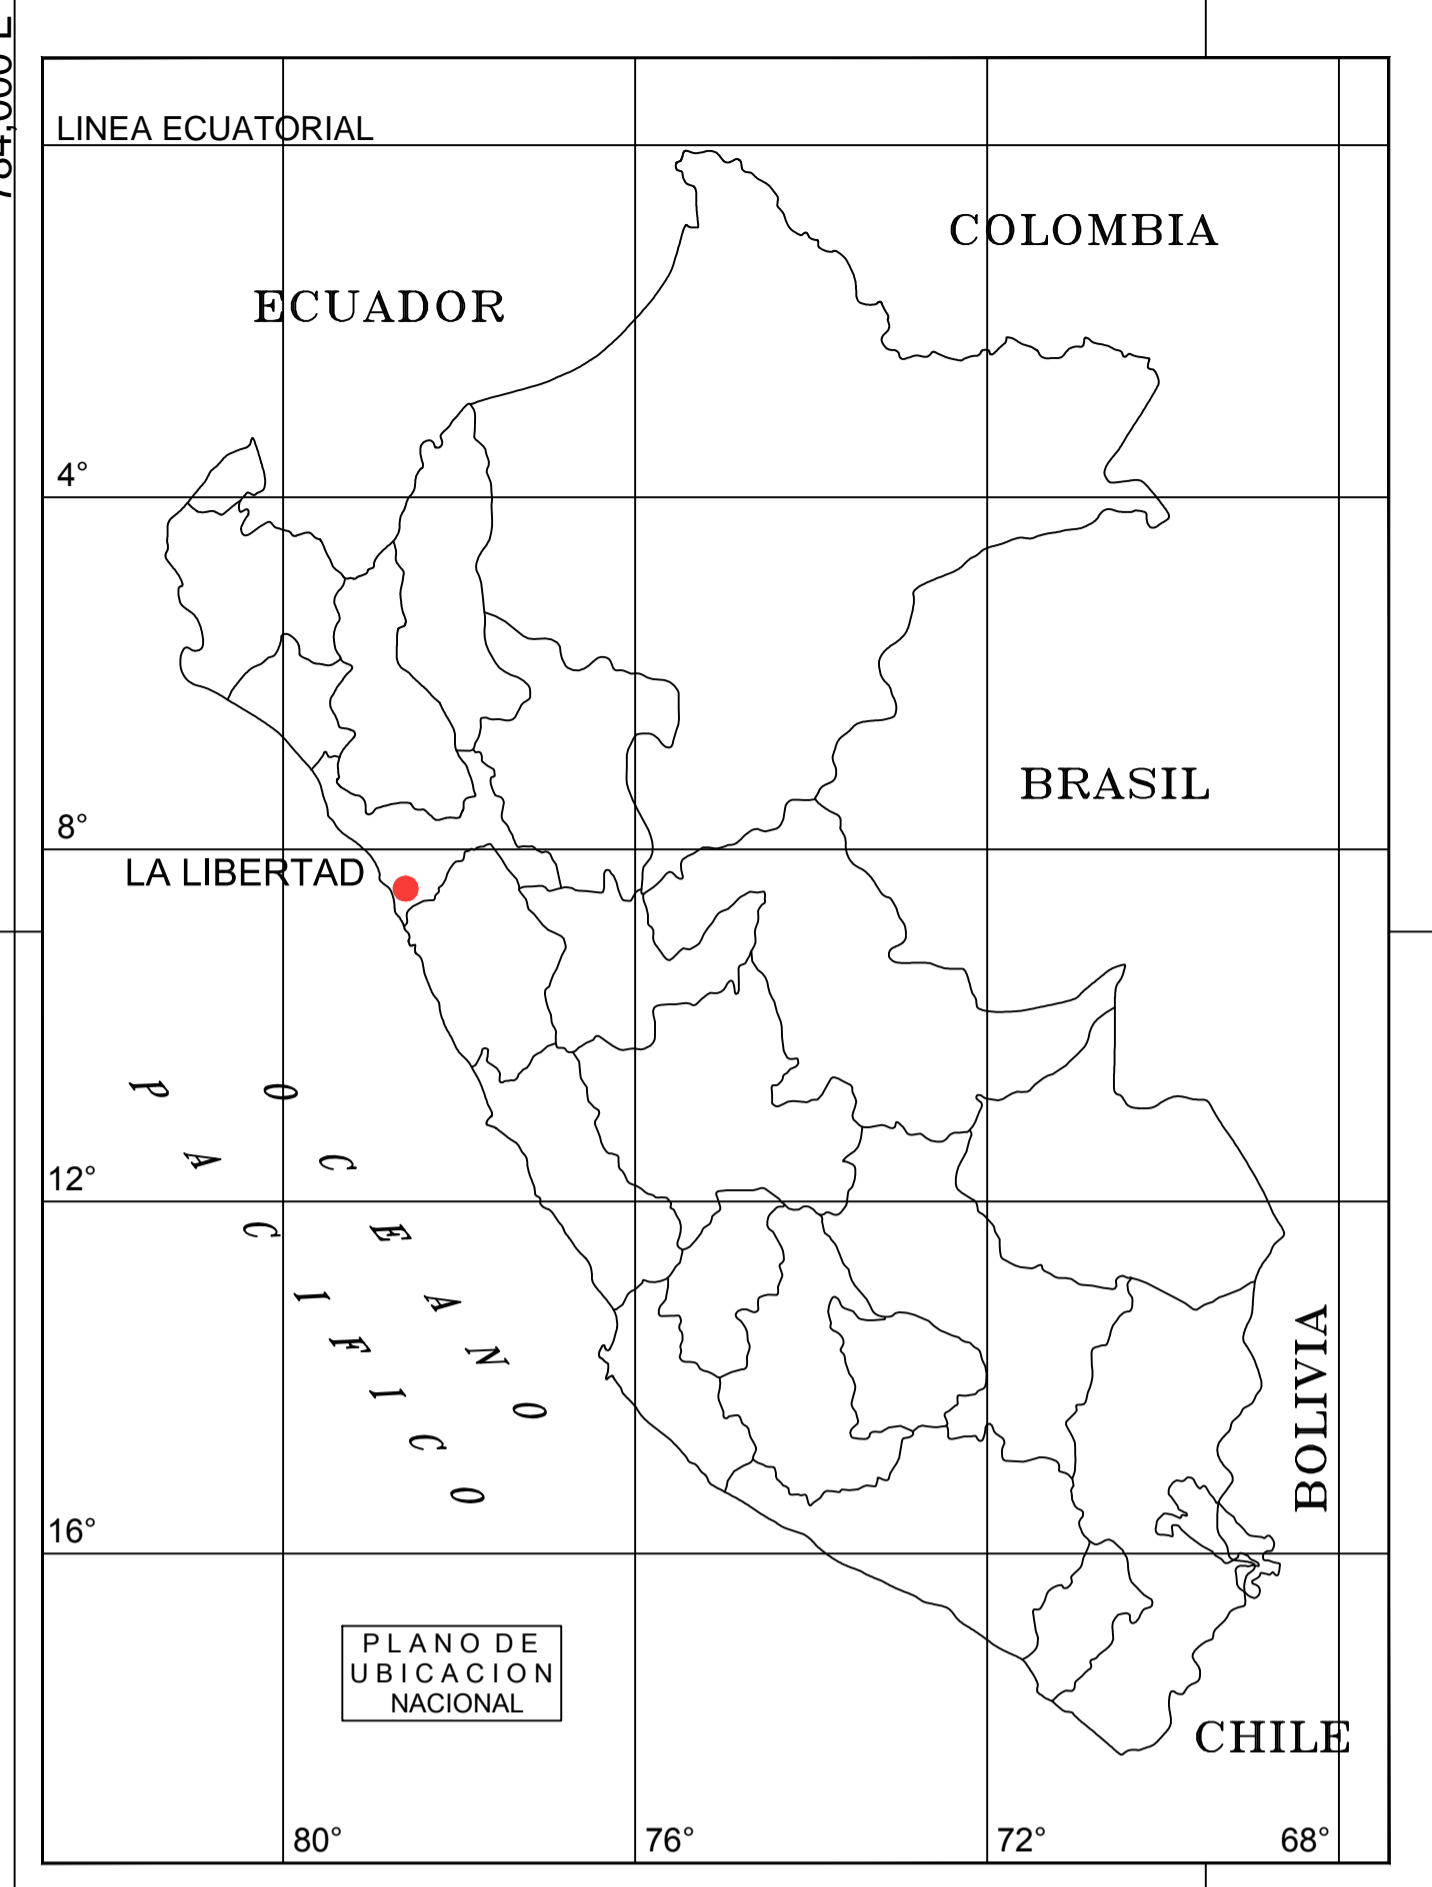 LINEA ECUATORIAL
COLOMBIA
ECUADOR
4°
BRASIL
8°
LA LIBERTAD
12°
OCEANO
PACIFICO
BOLIVIA
16°
PLANO DE
UBICACION
NACIONAL
CHILE
80°
76°
72°
68°